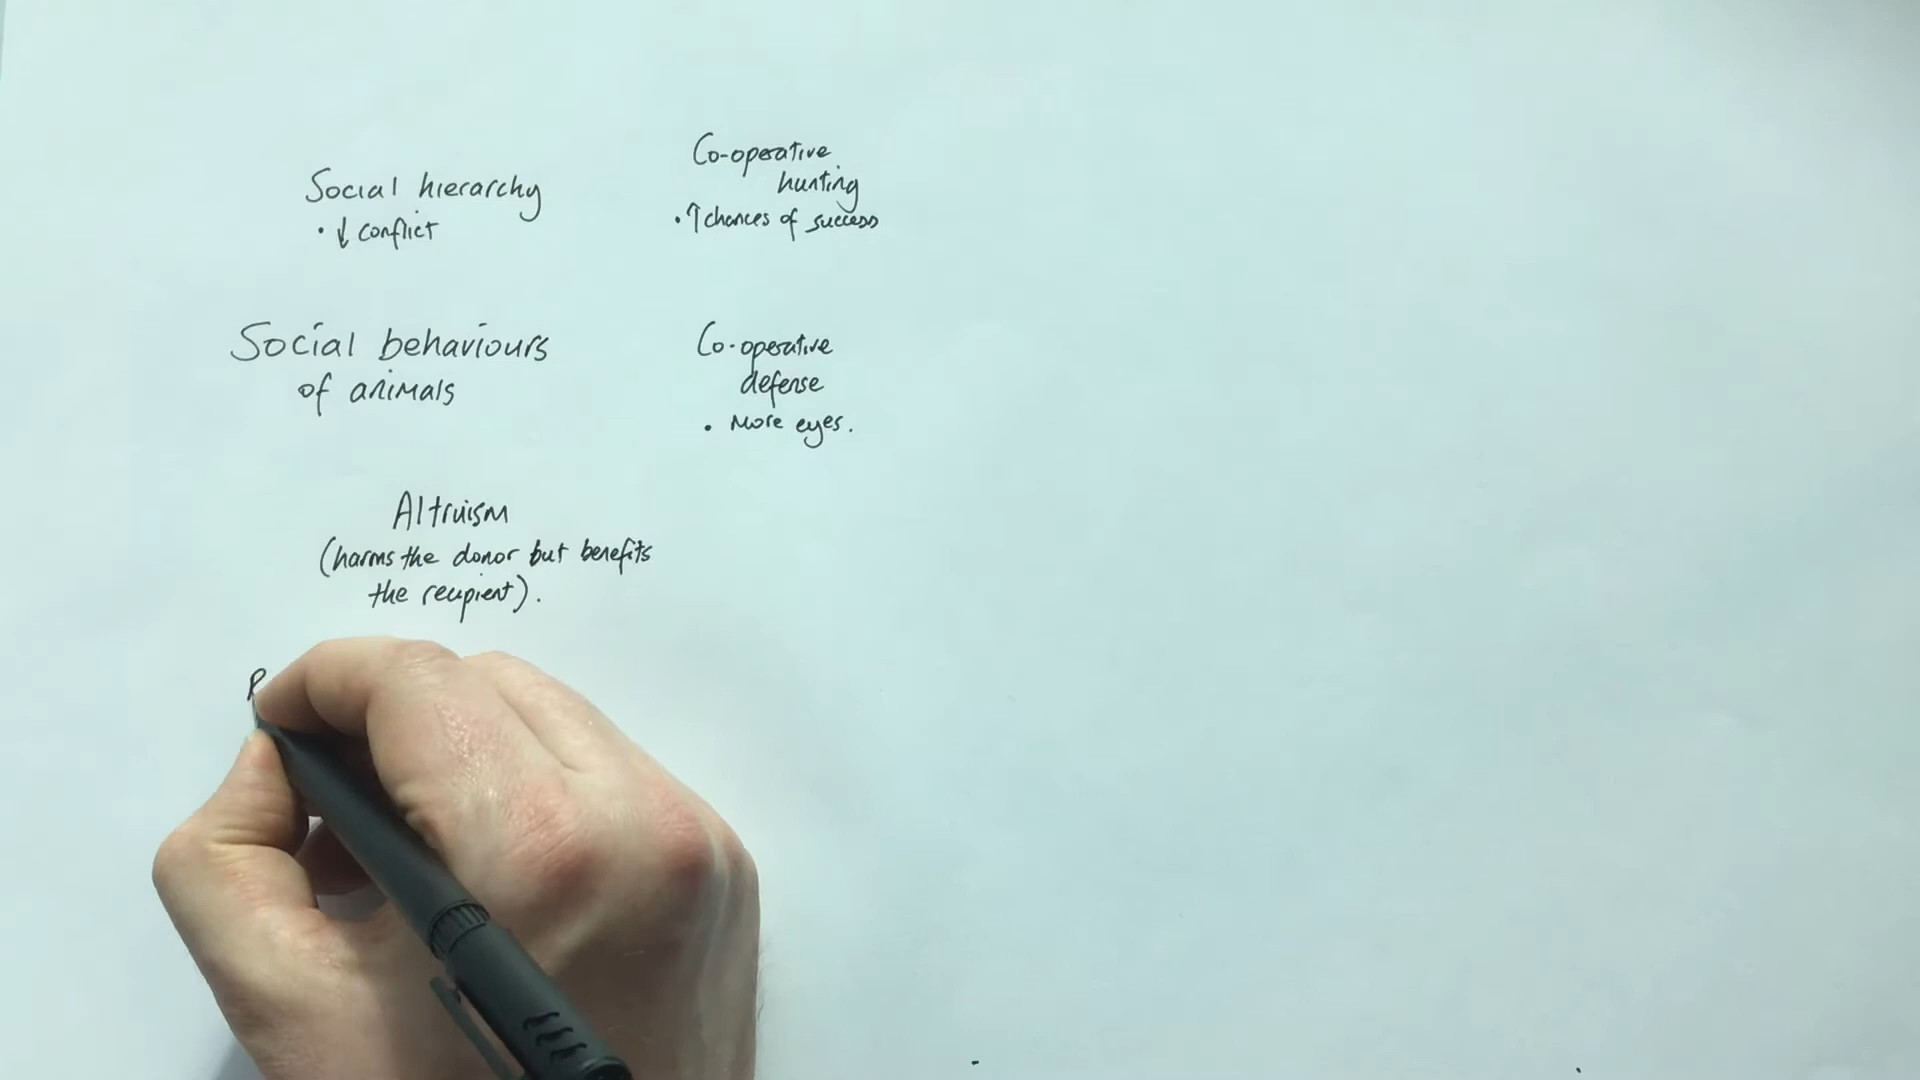 Social hierarchy
• ↓ conflict
Co-operative
hunting
• ↑ chances of success
Social behaviours
of animals
Co-operative
defense
• More eyes.
Altruism
(harms the donor but benefits
the recipient).
R